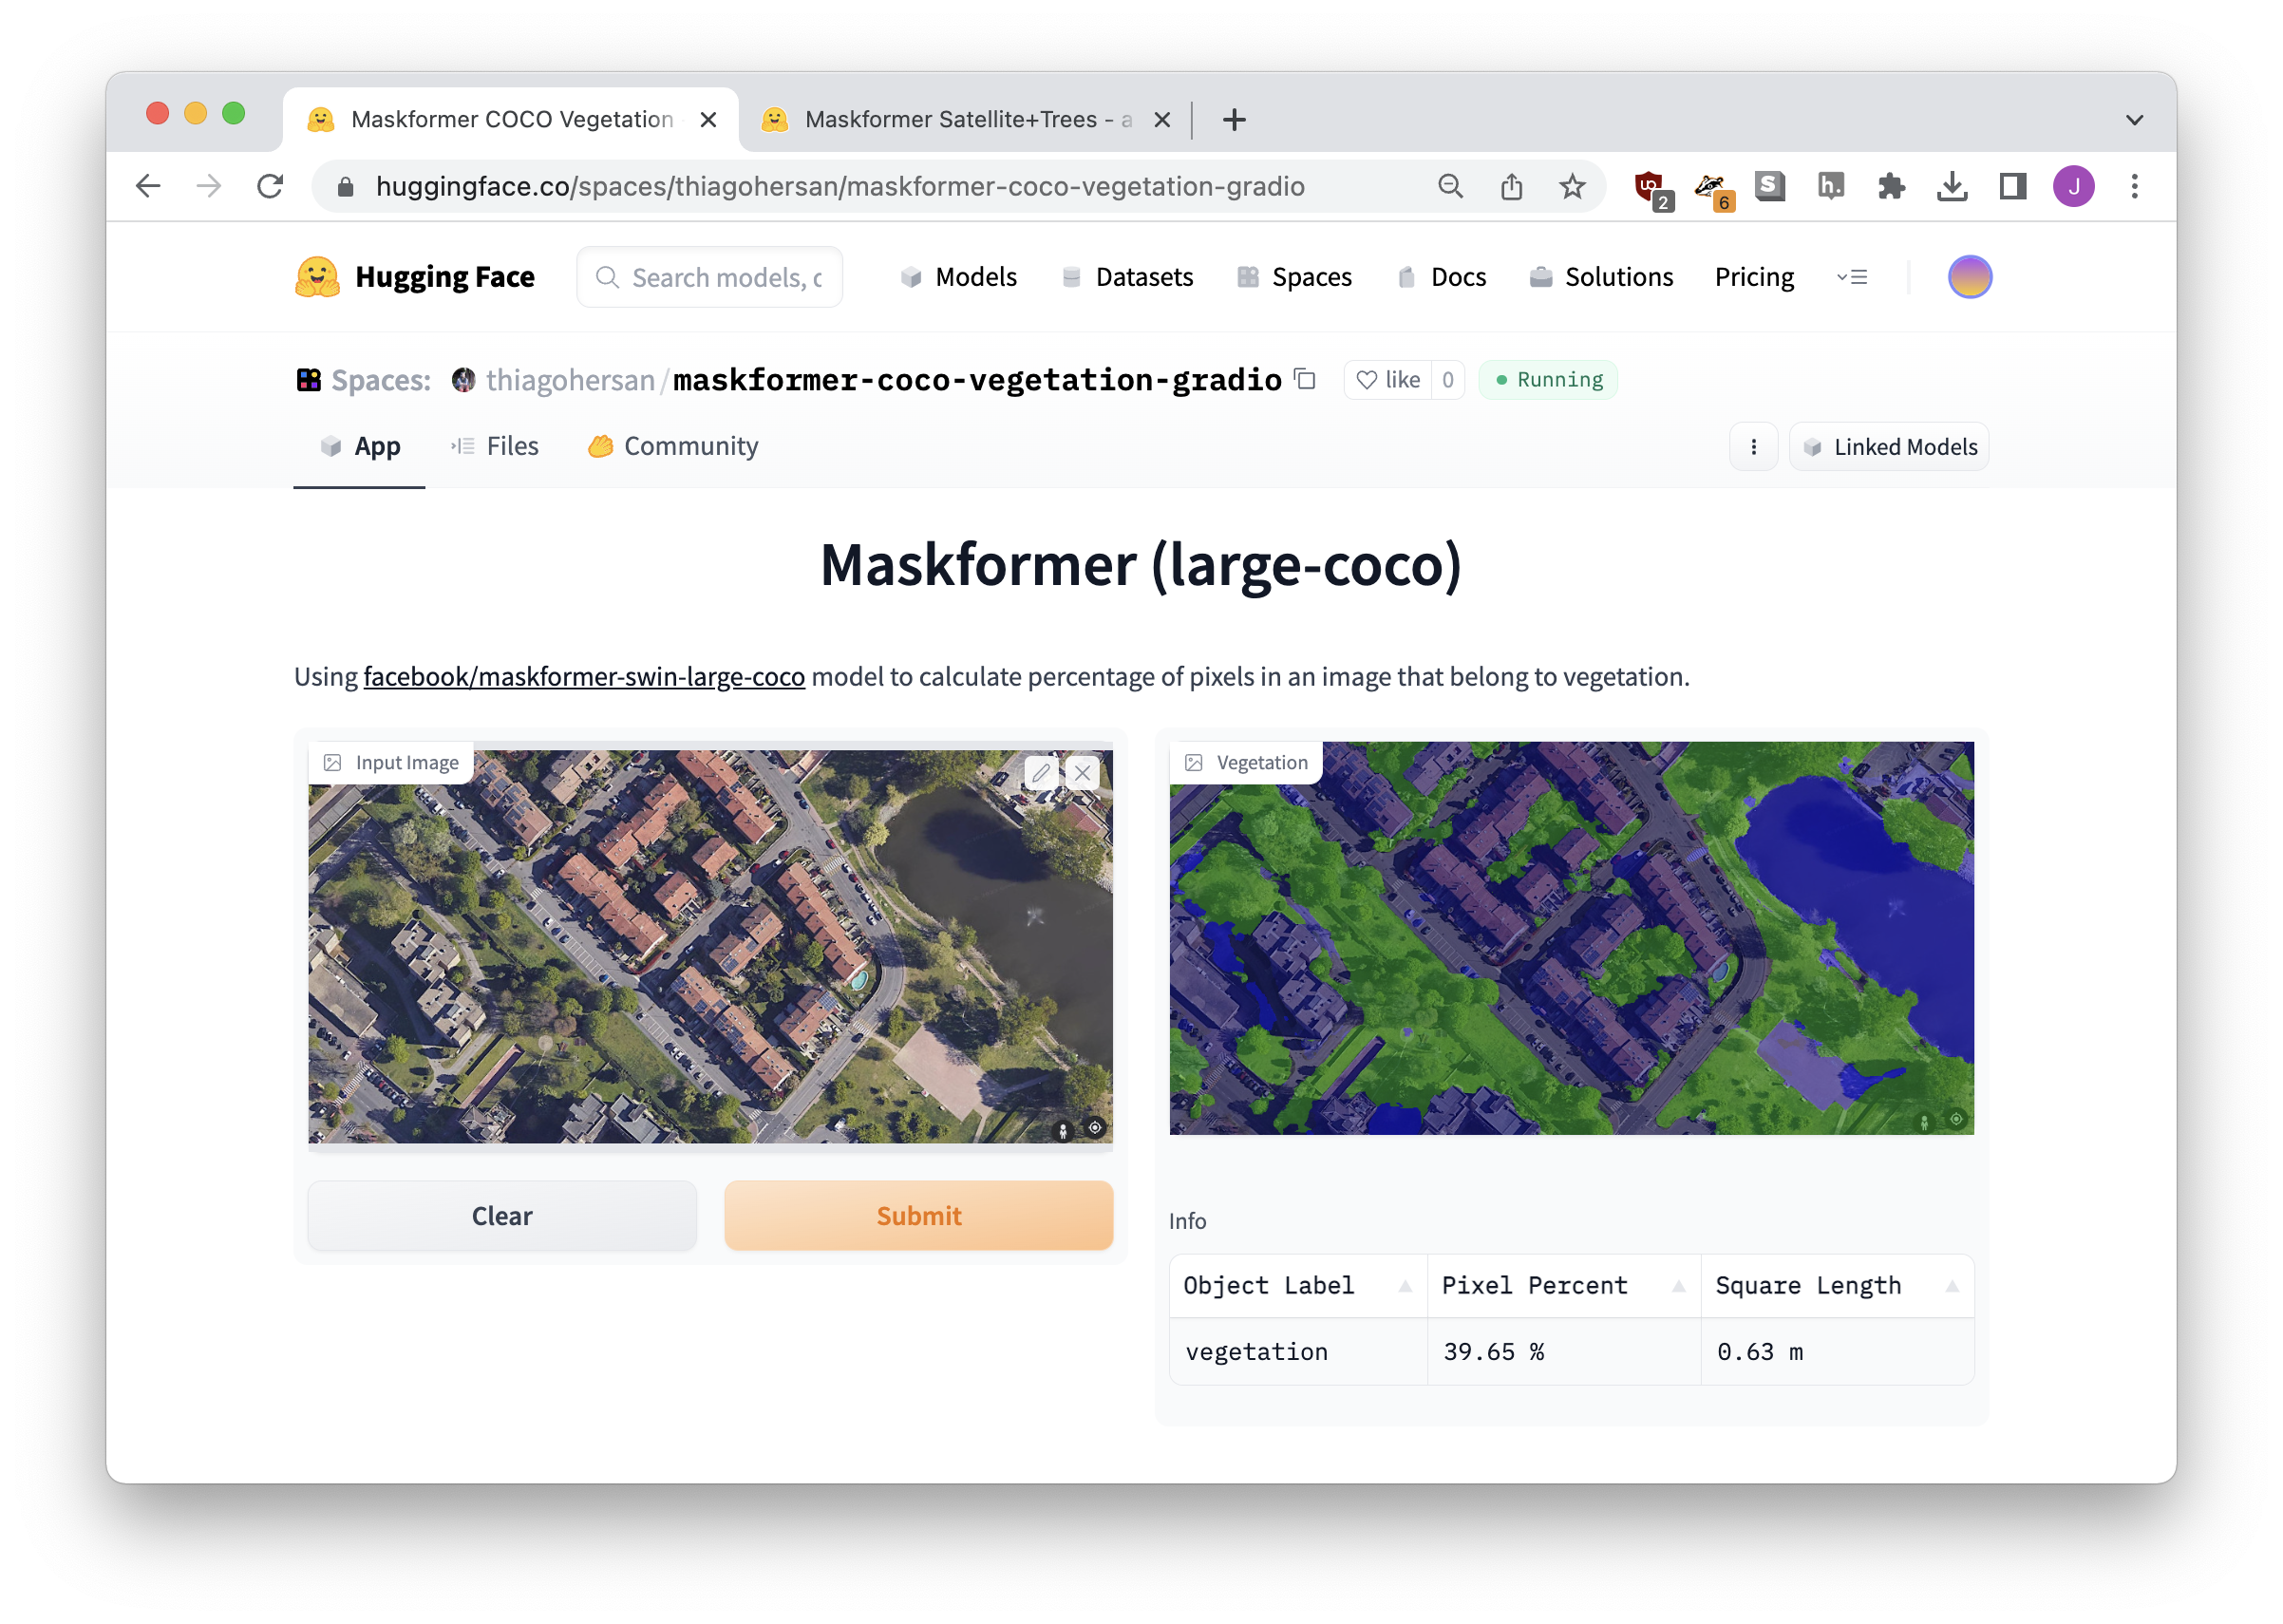 Maskformer COCO Vegetation
Maskformer Satellite+Trees - a
huggingface.co/spaces/thiagohersan/maskformer-coco-vegetation-gradio
2
6
S
h.
J
Hugging Face
Search models, c
Models
Datasets
Spaces
Docs
Solutions
Pricing
Spaces:
thiagohersan/maskformer-coco-vegetation-gradio
like
0
Running
App
Files
Community
Linked Models
Maskformer (large-coco)
Using facebook/maskformer-swin-large-coco model to calculate percentage of pixels in an image that belong to vegetation.
Input Image
Vegetation
Clear
Submit
Info
Object Label
Pixel Percent
Square Length
vegetation
39.65 %
0.63 m